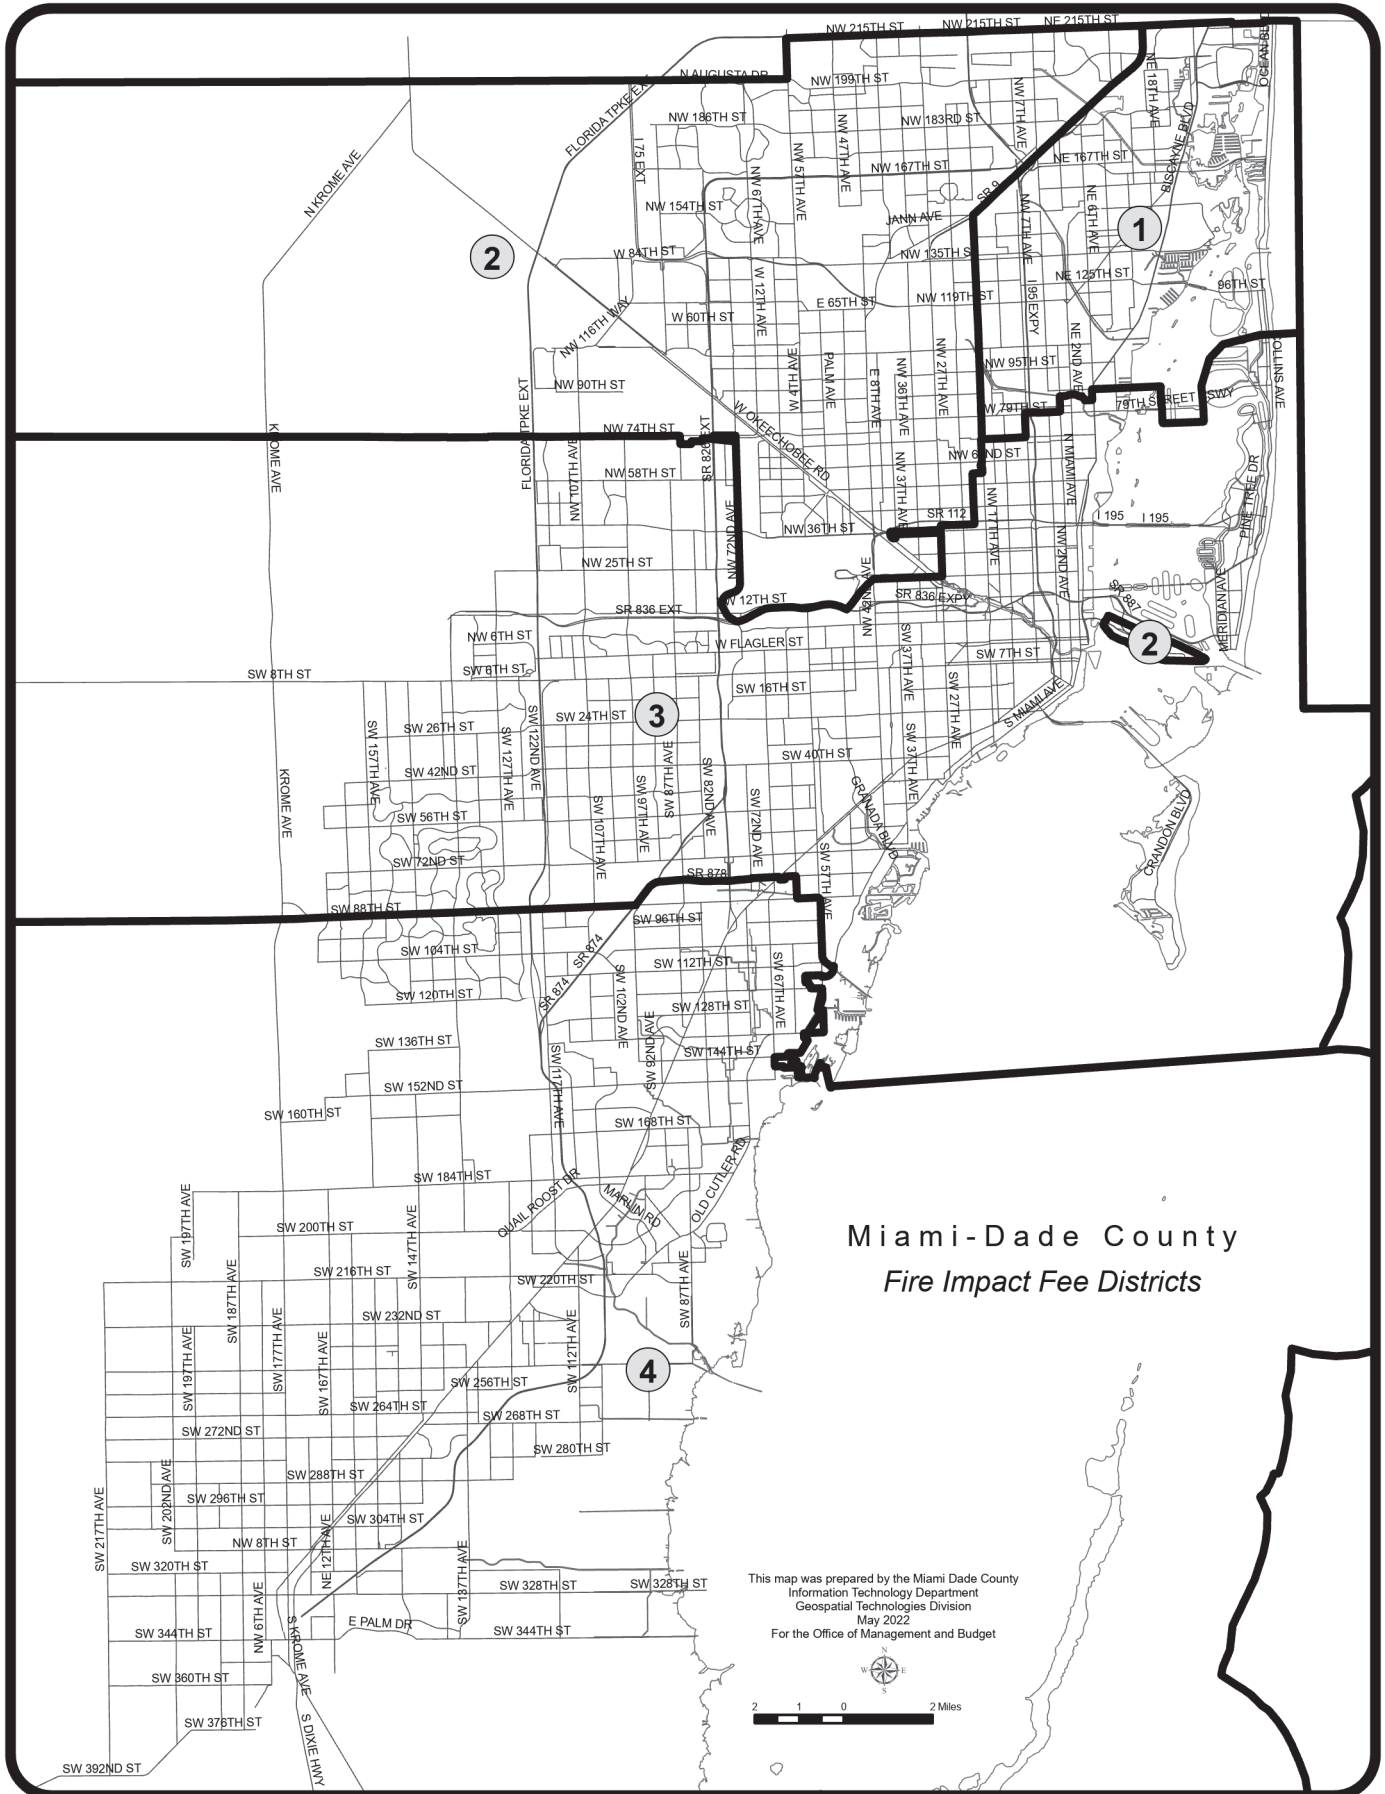 NW 215TH ST
NW 215TH ST
NE 215TH ST
OCEAN BL
N AUGUSTA DR
NW 199TH ST
NE 18TH AVE
FLORIDA TPKE EXT
NW 186TH ST
NW 183RD ST
NW 7TH AVE
NW 47TH AVE
I 75 EXT
NW 57TH AVE
NW 167TH ST
NE 167TH ST
BISCAYNE BLVD
N KROME AVE
NW 67TH AVE
SR 9
NW 154TH ST
JANN AVE
NW 7TH AVE
NE 6TH AVE
1
2
W 84TH ST
NW 135TH S
NE 125TH ST
96TH ST
W 12TH AVE
E 65TH ST
NW 119TH ST
I 95 EXPY
NW 116TH WAY
W 60TH ST
NE 2ND AVE
COLLINS AVE
W 4TH AVE
PALM AVE
E 8TH AVE
NW 36TH AVE
NW 27TH AVE
NW 95TH ST
NW 90TH ST
FLORIDA TPKE EXT
79TH STREET
SWY
W 79TH ST
W OKEECHOBEE RD
NW 74TH ST
KROME AVE
SR 826 EXT
NW 107TH AVE
NW 58TH ST
NW 37TH AVE
N MIAMI AVE
PINE TREE DR
NW 17TH AVE
SR 112
I 195
I 195
NW 72ND AVE
NW 36TH ST
NW 2ND AVE
NW 25TH ST
NW 42ND AVE
MERIDIAN AVE
SR 887
W 12TH ST
SR 836 EXPY
SR 836 EXT
NW 6TH ST
W FLAGLER ST
SW 37TH AVE
SW 7TH ST
2
SW 8TH ST
SW 6TH ST
SW 16TH ST
SW 27TH AVE
S MIAMI AVE
3
SW 24TH ST
SW 26TH ST
SW 157TH AVE
SW 127TH AVE
SW 122ND AVE
SW 37TH AVE
SW 40TH ST
SW 42ND ST
KROME AVE
SW 107TH AVE
SW 97TH AVE
SW 87TH AVE
SW 82ND AVE
SW 72ND AVE
GRANADA BLVD
CRANDON BLVD
SW 56TH ST
SW 57TH AVE
SW 72ND ST
SR 878
SW 88TH ST
SW 96TH ST
SW 104TH ST
SR 874
SW 112TH ST
SW 67TH AVE
SR 874
SW 102ND AVE
SW 120TH ST
SW 128TH ST
SW 92ND AVE
SW 136TH ST
SW 144TH ST
SW 117TH AVE
SW 152ND ST
SW 160TH ST
SW 168TH ST
SW 184TH ST
QUAIL ROOST DR
MARLIN RD
OLD CUTLER RD
SW 197TH AVE
SW 147TH AVE
SW 200TH ST
Miami-Dade County
Fire Impact Fee Districts
SW 187TH AVE
SW 216TH ST
SW 220TH ST
SW 87TH AVE
SW 177TH AVE
SW 232ND ST
SW 112TH AVE
SW 197TH AVE
SW 167TH AVE
4
SW 256TH ST
SW 264TH ST
SW 268TH ST
SW 272ND ST
SW 280TH ST
SW 288TH ST
SW 202ND AVE
SW 217TH AVE
SW 296TH ST
SW 304TH ST
NE 12TH AVE
NW 8TH ST
SW 137TH AVE
SW 320TH ST
SW 328TH ST
SW 328TH ST
NW 6TH AVE
S KROME AVE
E PALM DR
SW 344TH ST
SW 344TH ST
SW 360TH ST
SW 376TH ST
S DIXIE HWY
SW 392ND ST
This map was prepared by the Miami Dade County
Information Technology Department
Geospatial Technologies Division
May 2022
For the Office of Management and Budget
N
W
E
S
2 1 0 2 Miles